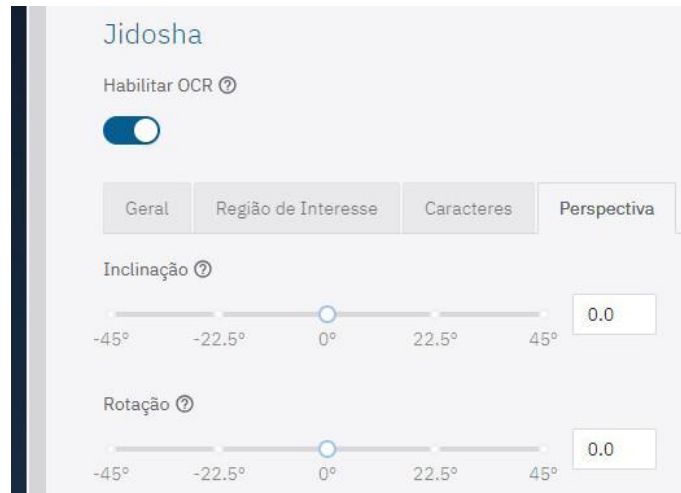 Jidosha
Habilitar OCR ?
Geral Região de Interesse Caracteres Perspectiva
Inclinação ?
0.0
-45° -22.5° 0° 22.5° 45°
Rotação ?
0.0
-45° -22.5° 0° 22.5° 45°